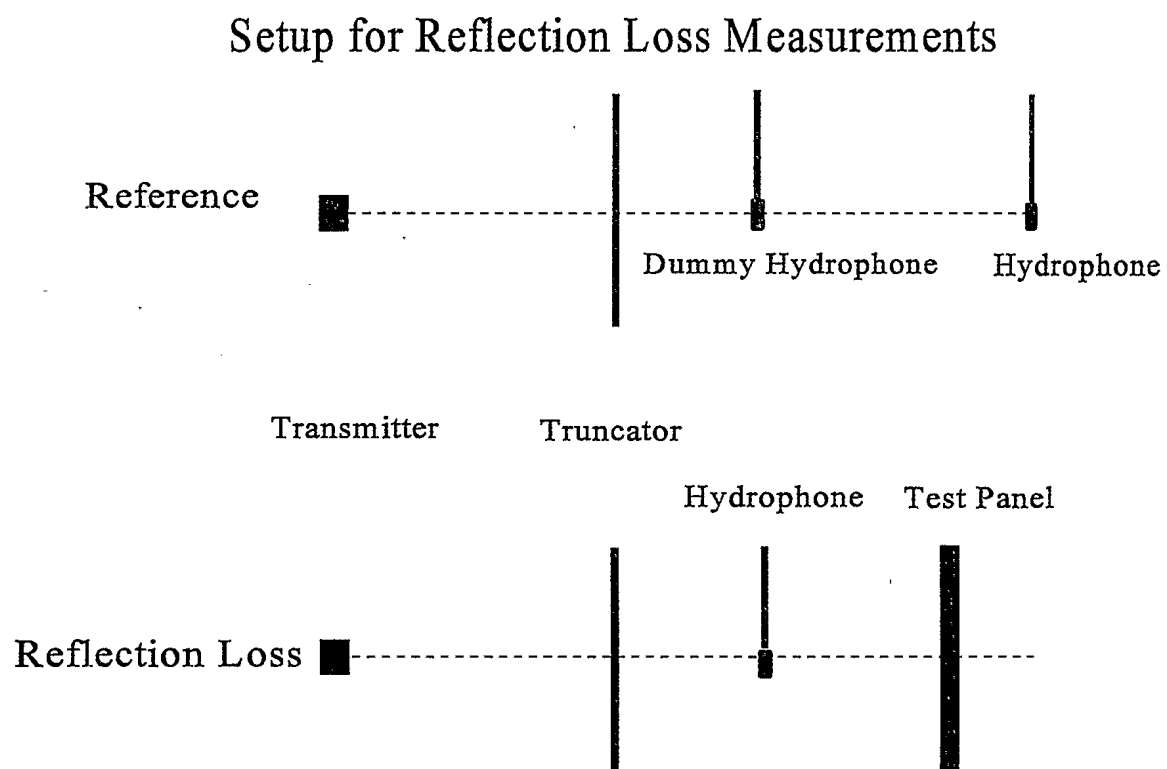 Setup for Reflection Loss Measurements
Reference
Dummy Hydrophone
Hydrophone
Transmitter
Truncator
Hydrophone
Test Panel
Reflection Loss